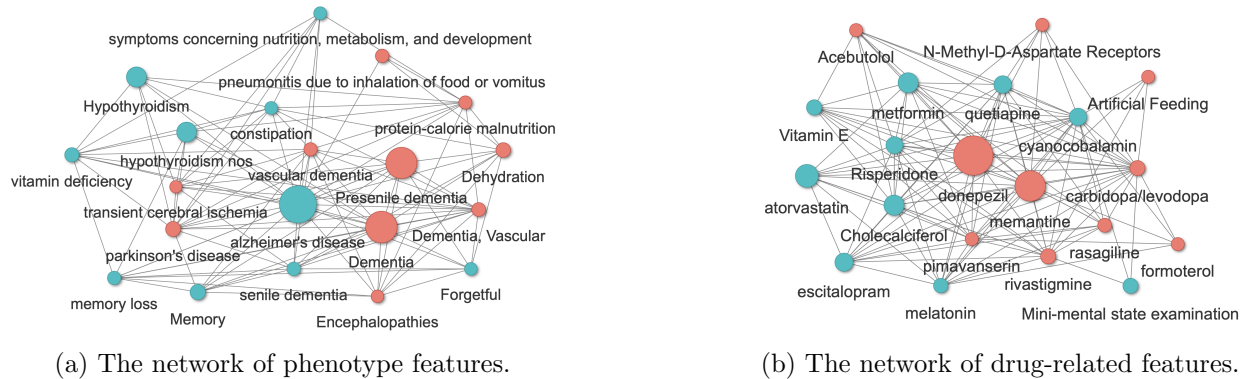 symptoms concerning nutrition, metabolism, and development
pneumonitis due to inhalation of food or vomitus
Hypothyroidism
constipation
protein-calorie malnutrition
hypothyroidism nos
vascular dementia
Dehydration
vitamin deficiency
Presenile dementia
transient cerebral ischemia
alzheimer's disease
Dementia, Vascular
parkinson's disease
Dementia
senile dementia
Forgetful
memory loss
Memory
Encephalopathies
(a) The network of phenotype features.
Acebutolol
N-Methyl-D-Aspartate Receptors
metformin
quetiapine
Artificial Feeding
Vitamin E
cyanocobalamin
Risperidone
donepezil
carbidopa/levodopa
atorvastatin
memantine
Cholecalciferol
rasagiline
pimavanserin
formoterol
escitalopram
rivastigmine
melatonin
Mini-mental state examination
(b) The network of drug-related features.